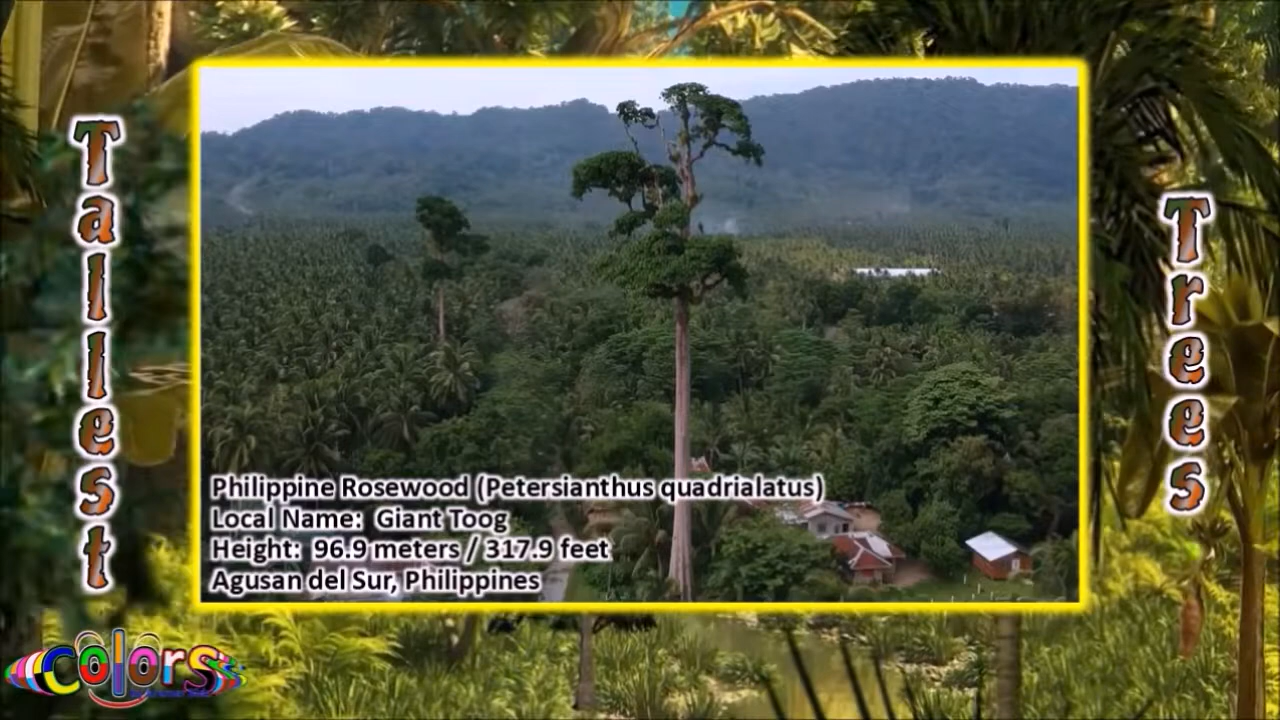 Tallest
Trees
Philippine Rosewood (Petersianthus quadrialatus)
Local Name: Giant Toog
Height: 96.9 meters / 317.9 feet
Agusan del Sur, Philippines
colors